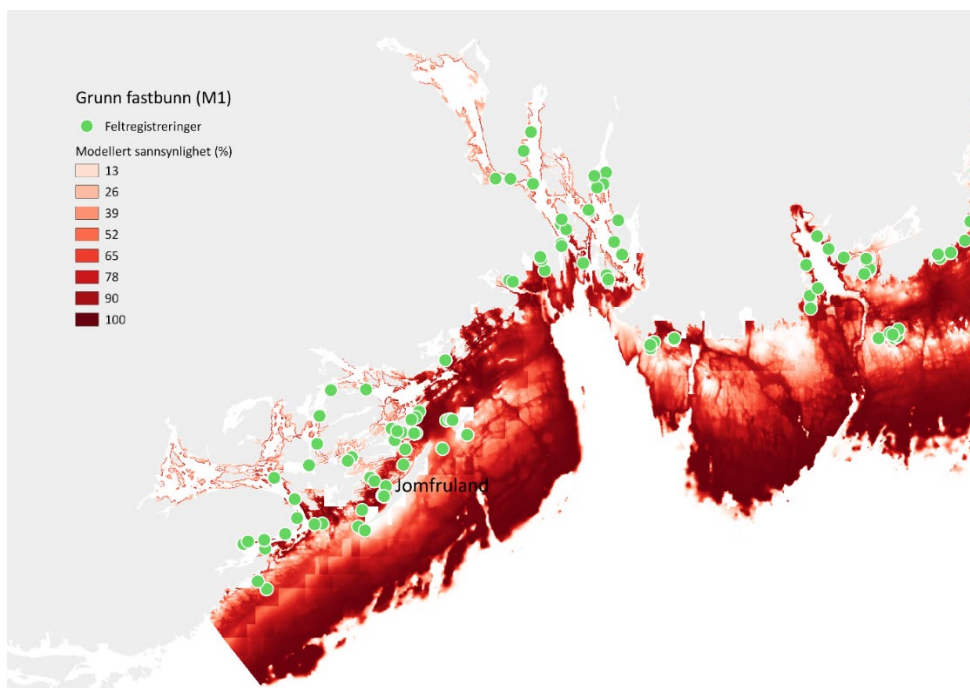 Grunn fastbunn (M1)
Feltregistreringer
Modellert sannsynlighet (%)
13
26
39
52
65
78
90
100
Jomfruland